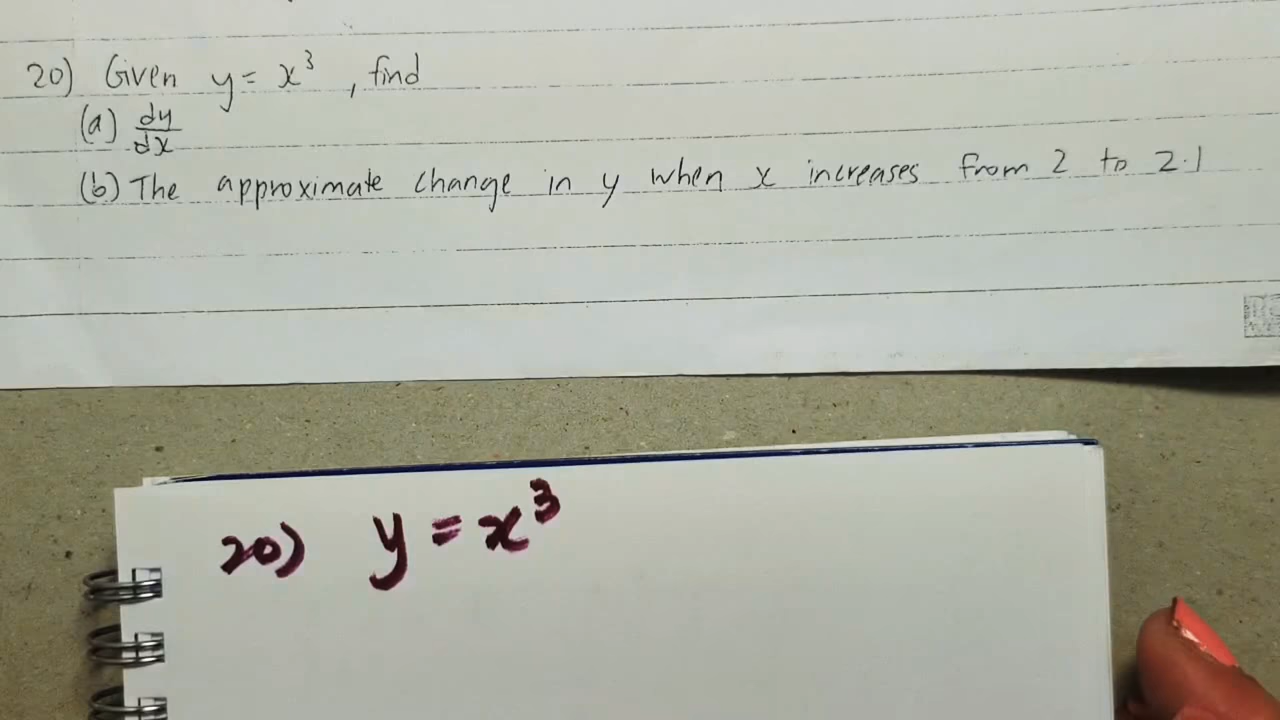 20) Given y = x³, find
(a) dy/dx
(b) The approximate change in y when x increases from 2 to 2.1
20) y = x³